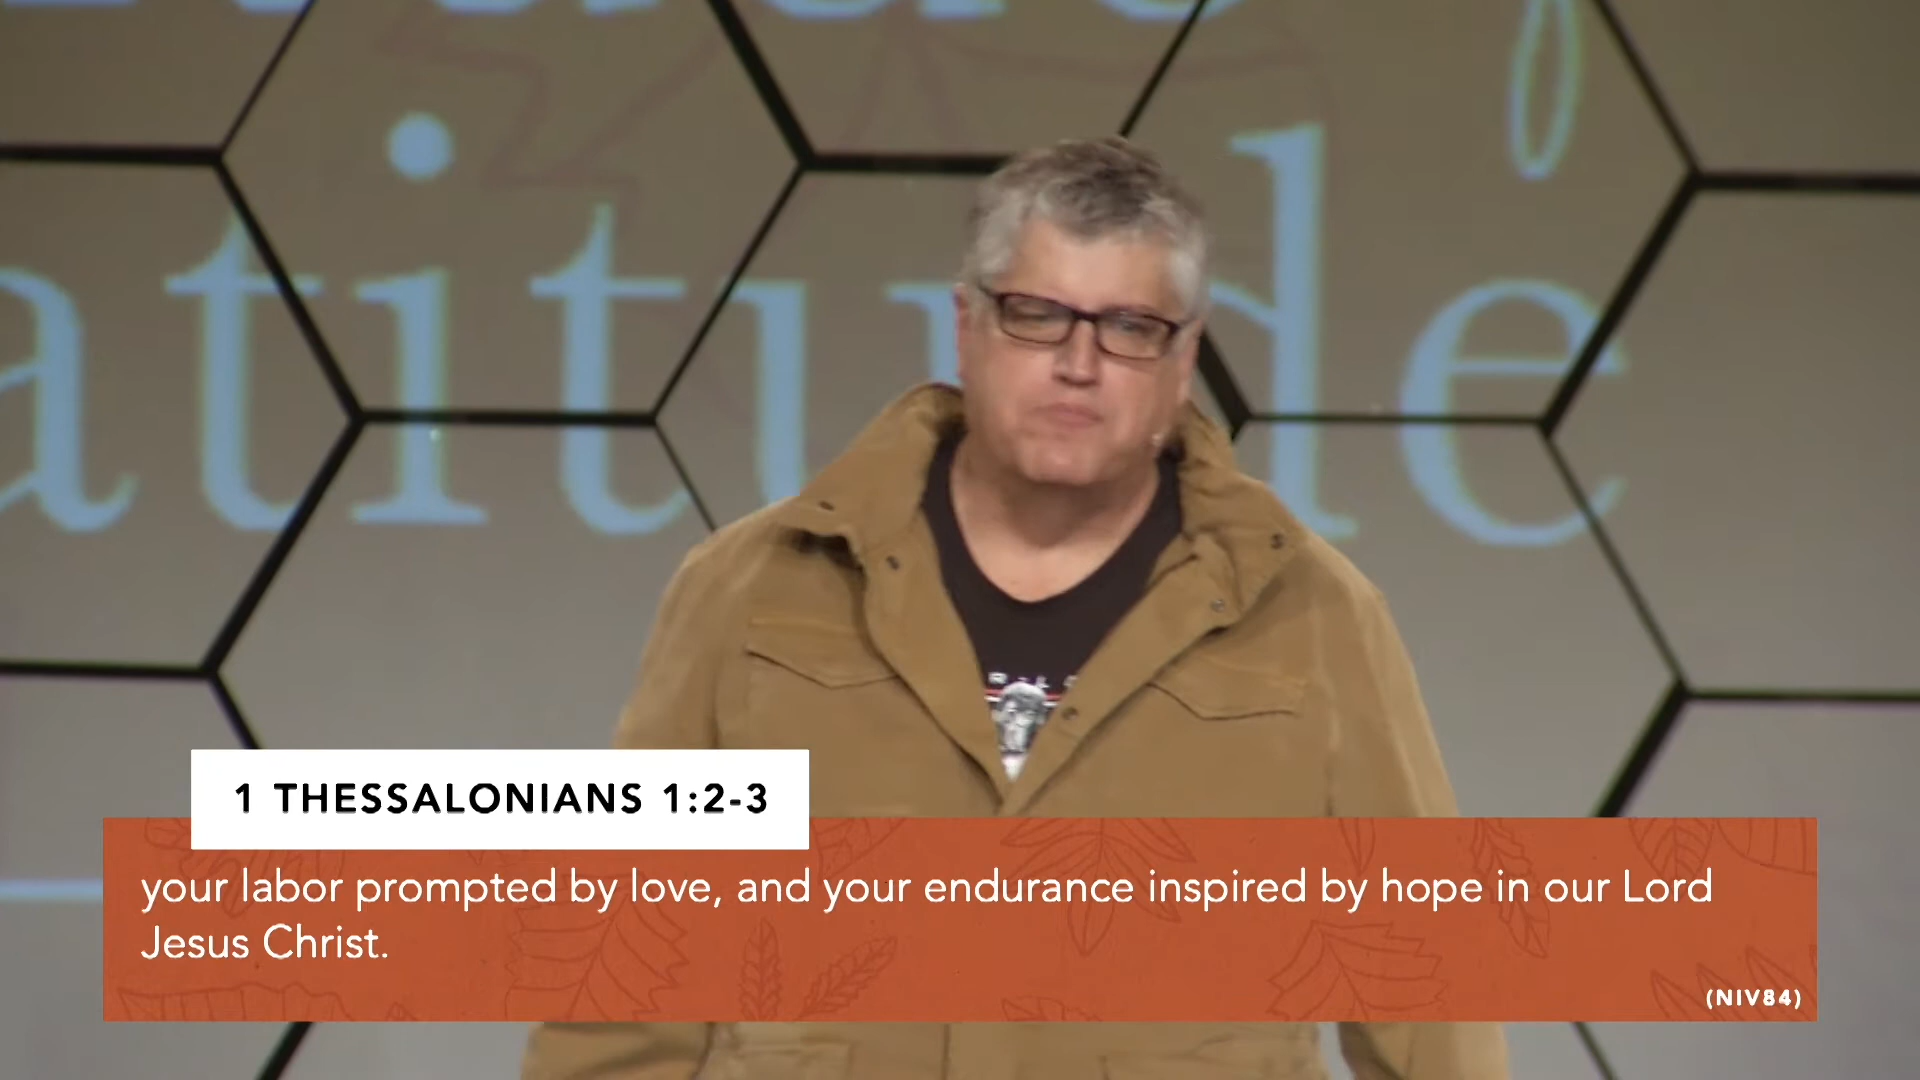 atitude
1 THESSALONIANS 1:2-3
your labor prompted by love, and your endurance inspired by hope in our Lord
Jesus Christ.
(NIV84)